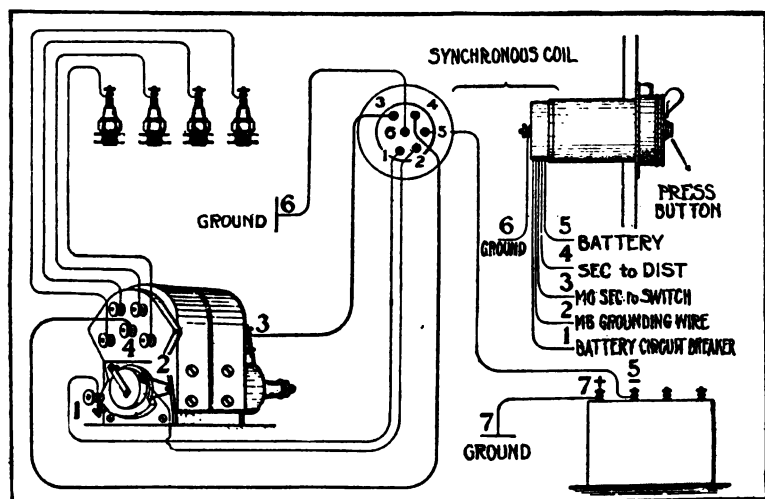 SYNCHRONOUS COIL
3 4
6 5
1 2
PRESS
BUTTON
6
GROUND
6
GROUND
5 BATTERY
4 SEC to DIST
3 MG SEC. to SWITCH
2 MB GROUNDING WIRE
1 BATTERY CIRCUIT BREAKER
3
4 2
1
7 + 5 -
7
GROUND